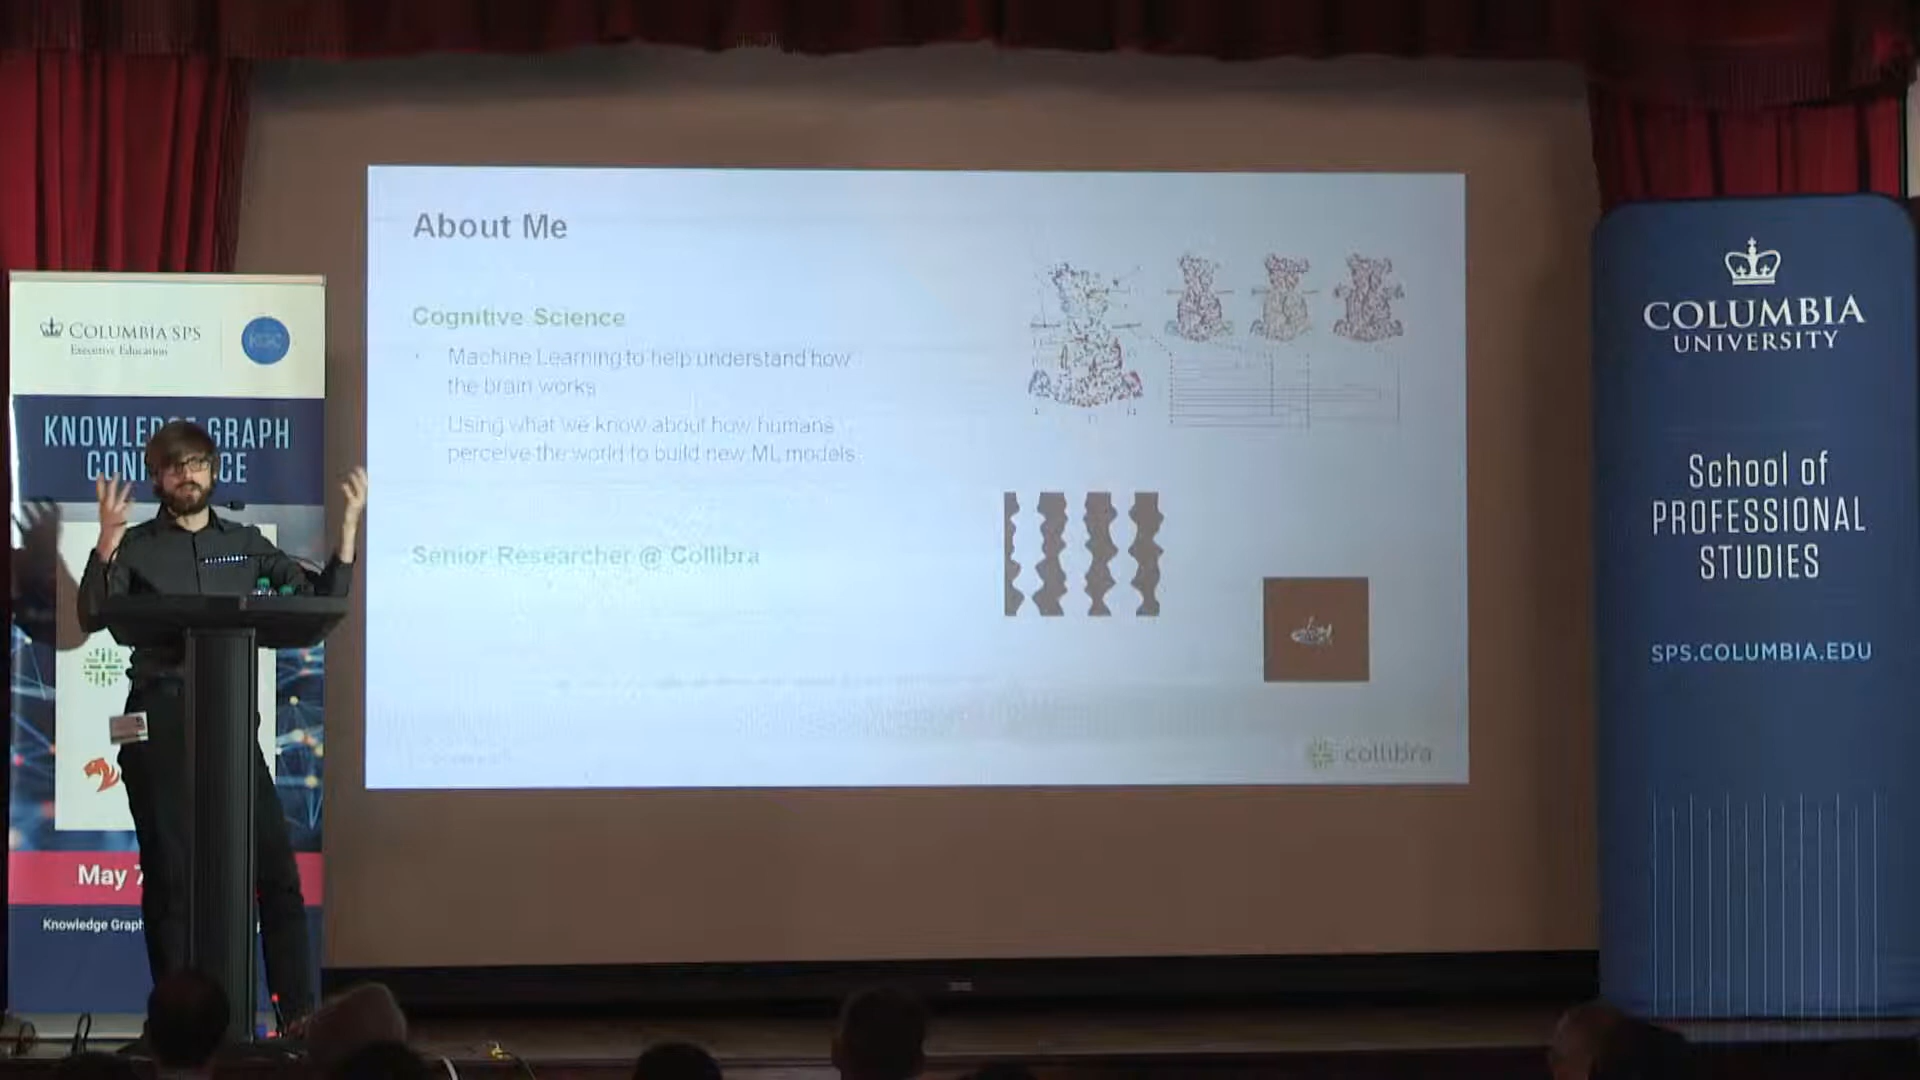 COLUMBIA SPS
Executive Education
KGC
KNOWLEDGE GRAPH
May 7
Knowledge Graph
About Me
Cognitive Science
Machine Learning to help understand how
the brain works
Using what we know about how humans
perceive the world to build new ML models
Senior Researcher @ Collibra
collibra
COLUMBIA
UNIVERSITY
School of
PROFESSIONAL
STUDIES
SPS.COLUMBIA.EDU